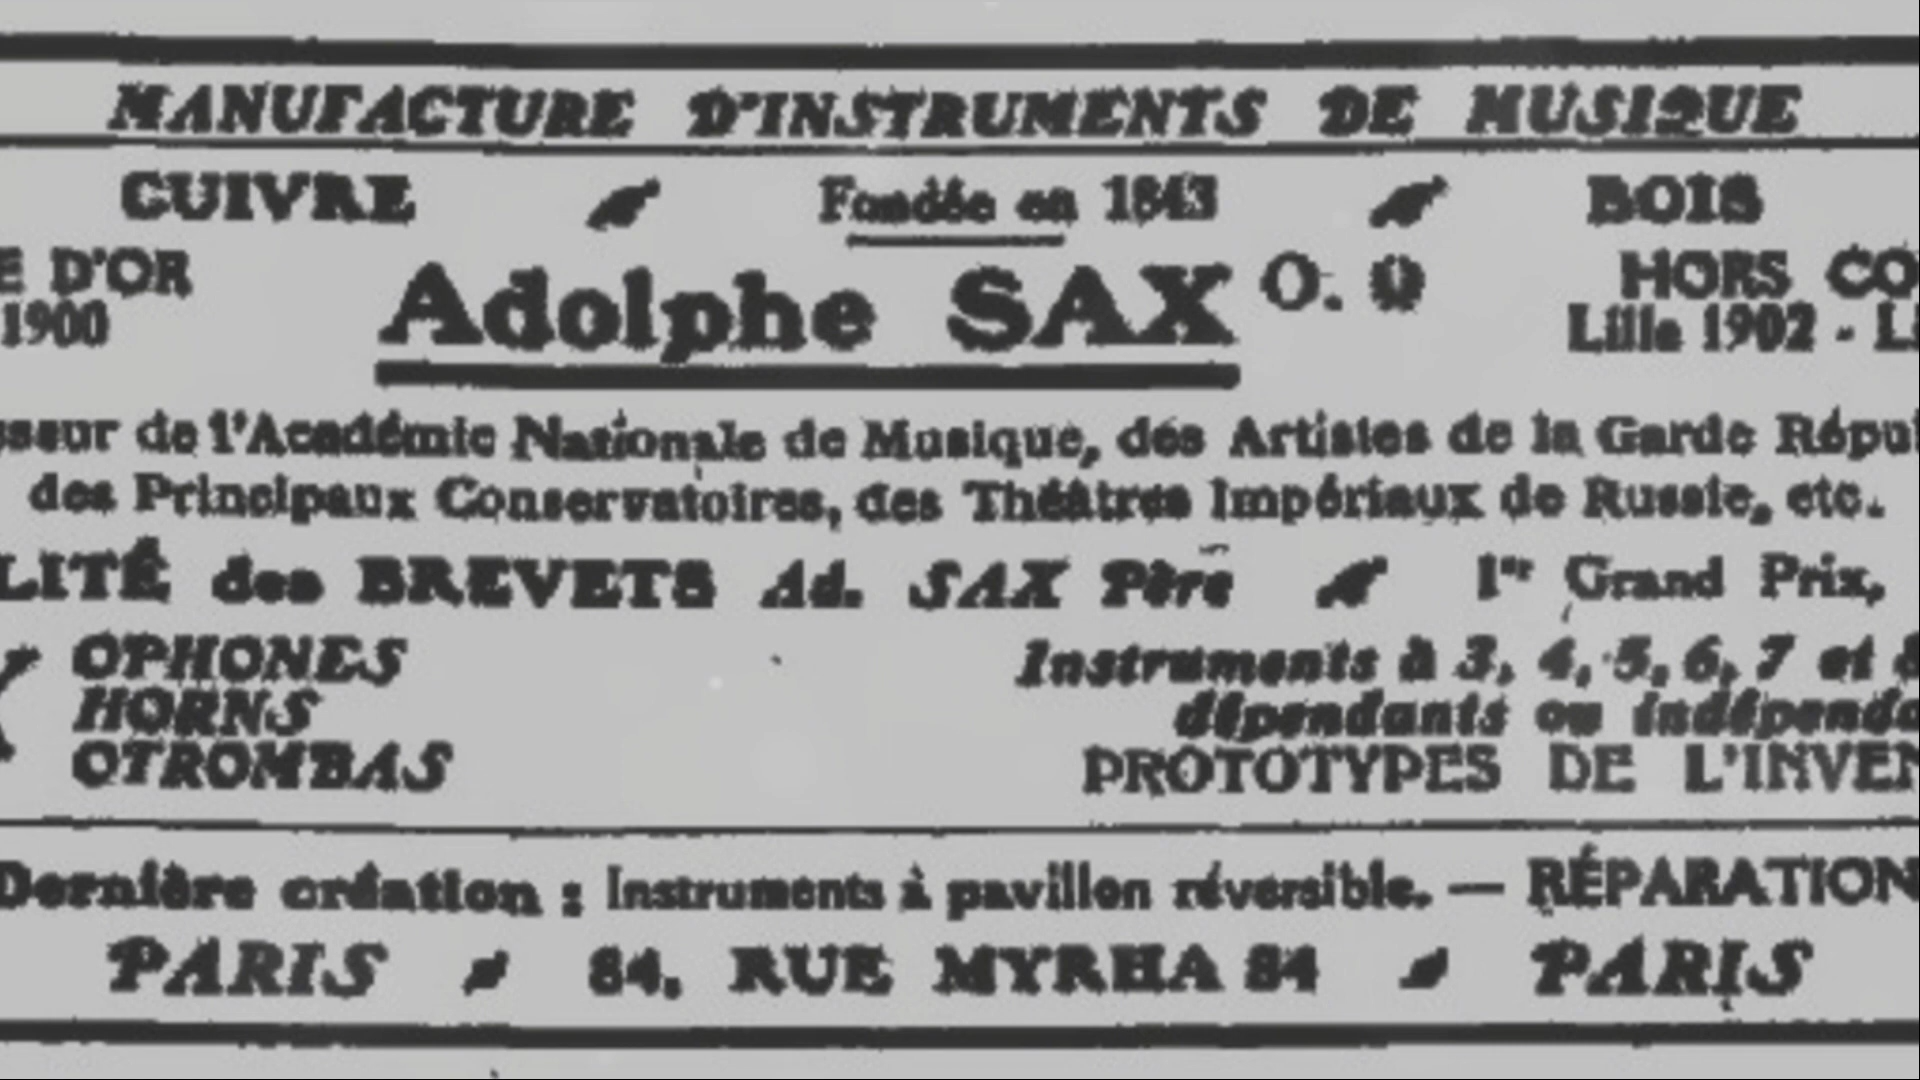 MANUFACTURE D'INSTRUMENTS DE MUSIQUE
CUIVRE Fondée en 1843 BOIS
E D'OR Adolphe SAX O. HORS CO
1900 Lille 1902 - Li
sseur de l'Académie Nationale de Musique, des Artistes de la Garde Répu
des Principaux Conservatoires, des Théâtres Impériaux de Russie, etc.
LITÉ des BREVETS Ad. SAX Père 1er Grand Prix,
OPHONES Instruments à 3, 4, 5, 6, 7 et 8
HORNS dépendants ou indépenda
OTROMBAS PROTOTYPES DE L'INVEN
Dernière création : Instruments à pavillon réversible. — RÉPARATION
PARIS 84, RUE MYRHA 84 PARIS